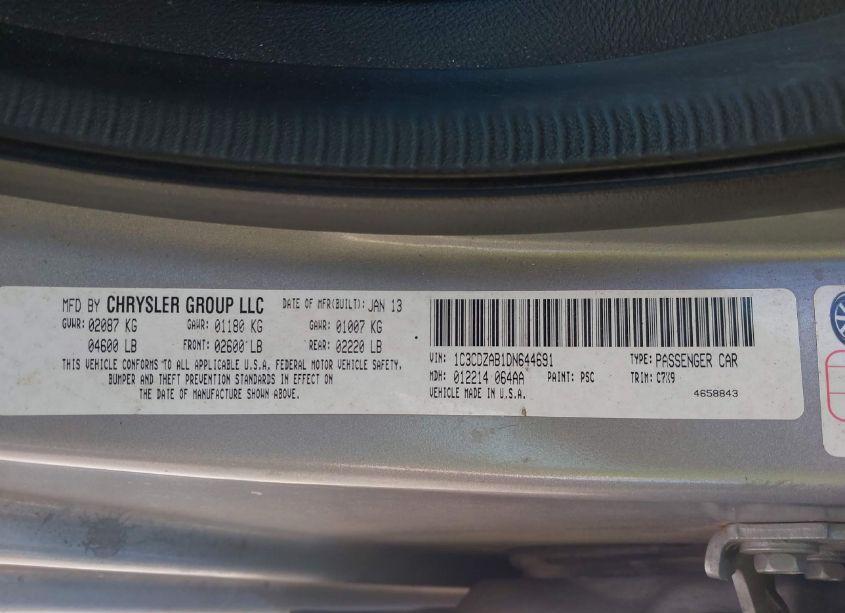 MFD BY CHRYSLER GROUP LLC DATE OF MFR(BUILT): JAN 13
GVWR: 02087 KG GAWR: 01180 KG GAWR: 01007 KG
04600 LB FRONT: 02600 LB REAR: 02220 LB
THIS VEHICLE CONFORMS TO ALL APPLICABLE U.S.A. FEDERAL MOTOR VEHICLE SAFETY,
BUMPER AND THEFT PREVENTION STANDARDS IN EFFECT ON
THE DATE OF MANUFACTURE SHOWN ABOVE.
VIN: 1C3CDZAB1DN644691 TYPE: PASSENGER CAR
MDH: 012214 064AA PAINT: PSC TRIM: C7X9
VEHICLE MADE IN U.S.A. 4658843